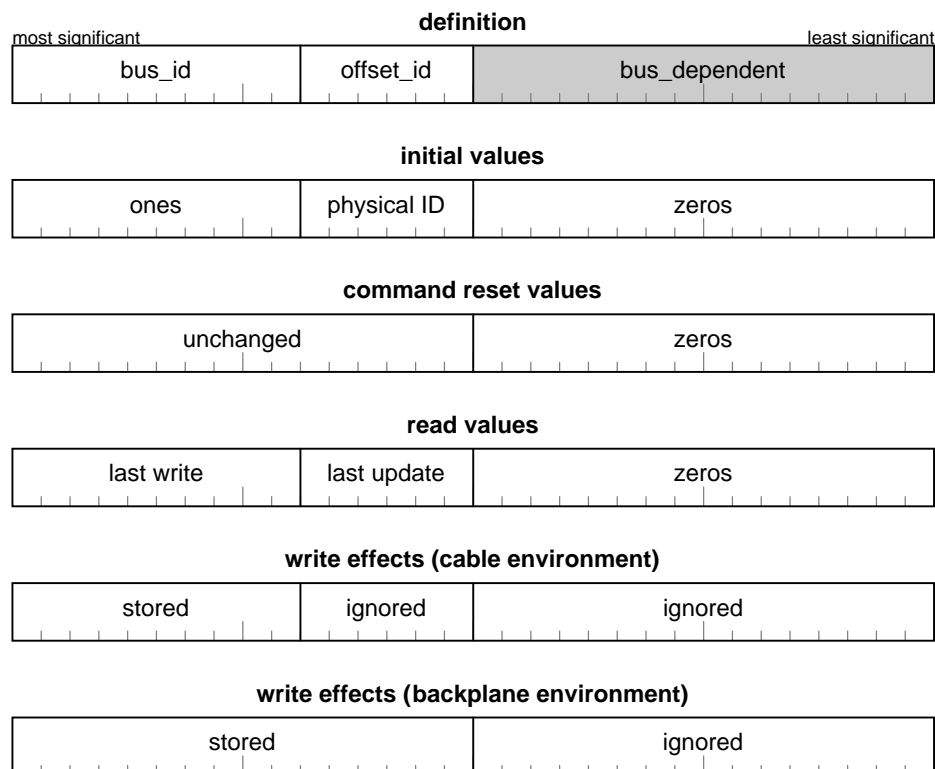 definition
most significant least significant
bus_id offset_id bus_dependent
initial values
ones physical ID zeros
command reset values
unchanged zeros
read values
last write last update zeros
write effects (cable environment)
stored ignored ignored
write effects (backplane environment)
stored ignored